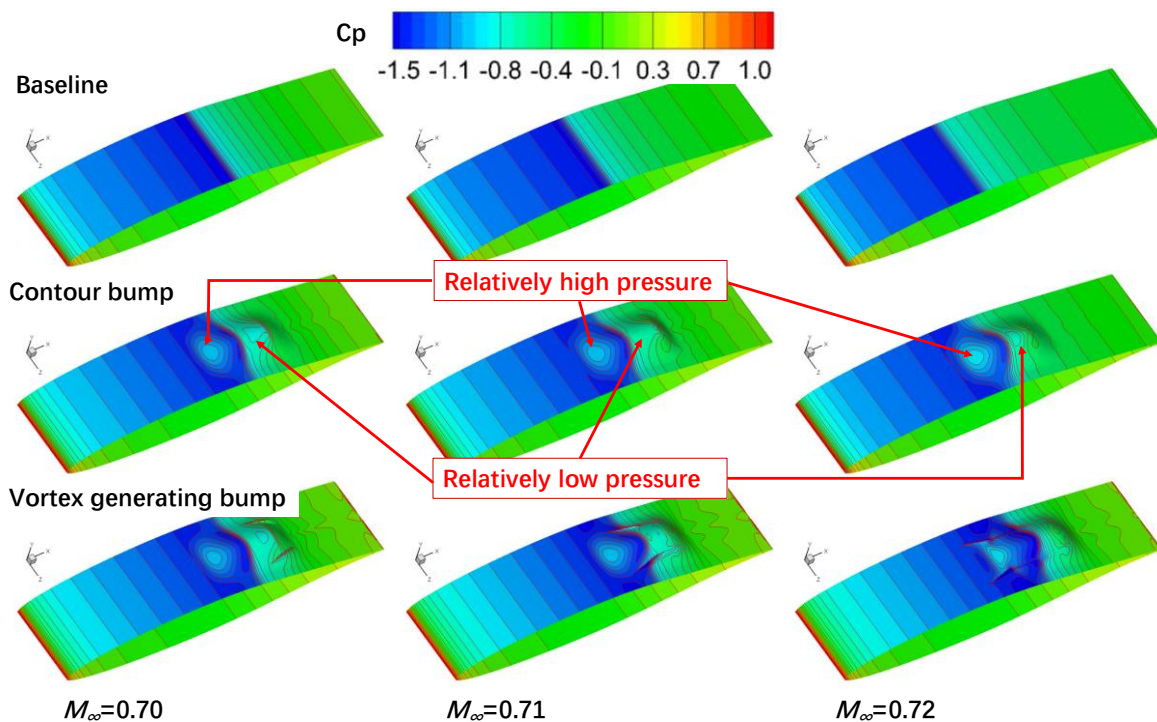 Cp
-1.5 -1.1 -0.8 -0.4 -0.1 0.3 0.7 1.0
Baseline
Contour bump
Relatively high pressure
Relatively low pressure
Vortex generating bump
M∞=0.70 M∞=0.71 M∞=0.72